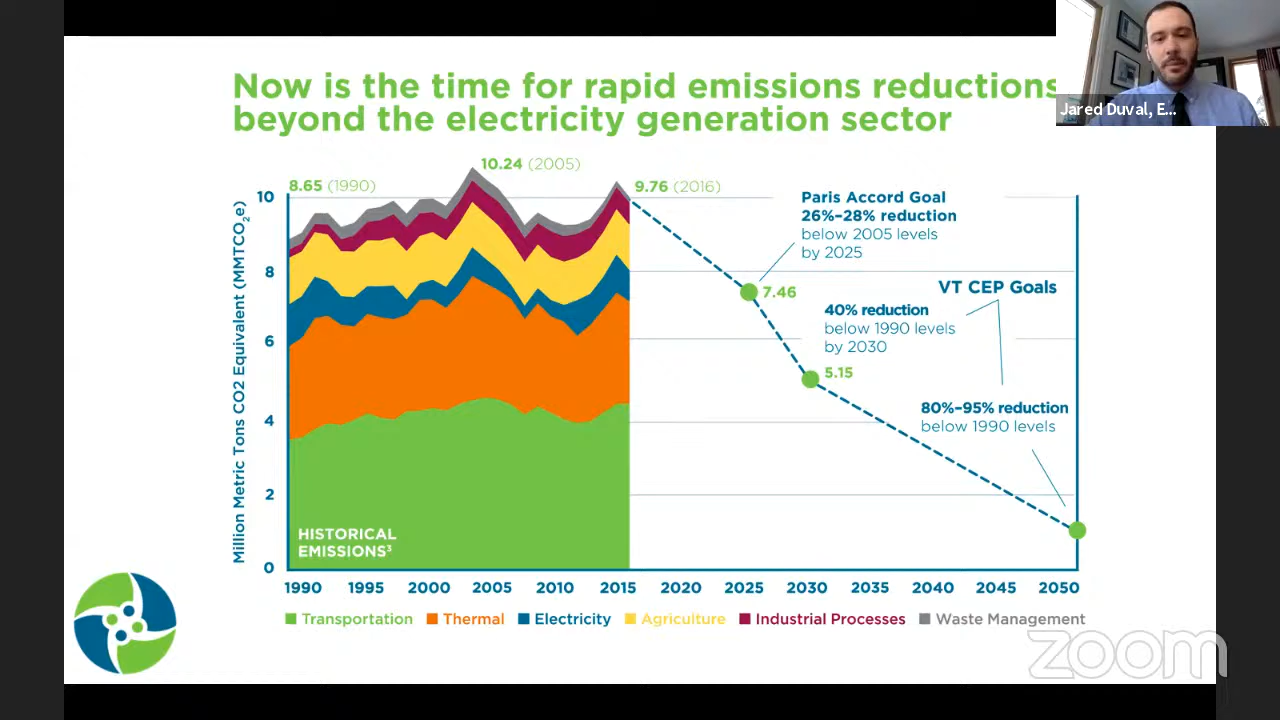 Now is the time for rapid emissions reductions
beyond the electricity generation sector
Jared Duval, E...
8.65 (1990)
10.24 (2005)
9.76 (2016)
Million Metric Tons CO2 Equivalent (MMTCO2e)
10
8
6
4
2
0
Paris Accord Goal
26%–28% reduction
below 2005 levels
by 2025
7.46
VT CEP Goals
40% reduction
below 1990 levels
by 2030
5.15
80%–95% reduction
below 1990 levels
HISTORICAL
EMISSIONS³
1990 1995 2000 2005 2010 2015 2020 2025 2030 2035 2040 2045 2050
Transportation Thermal Electricity Agriculture Industrial Processes Waste Management
zoom